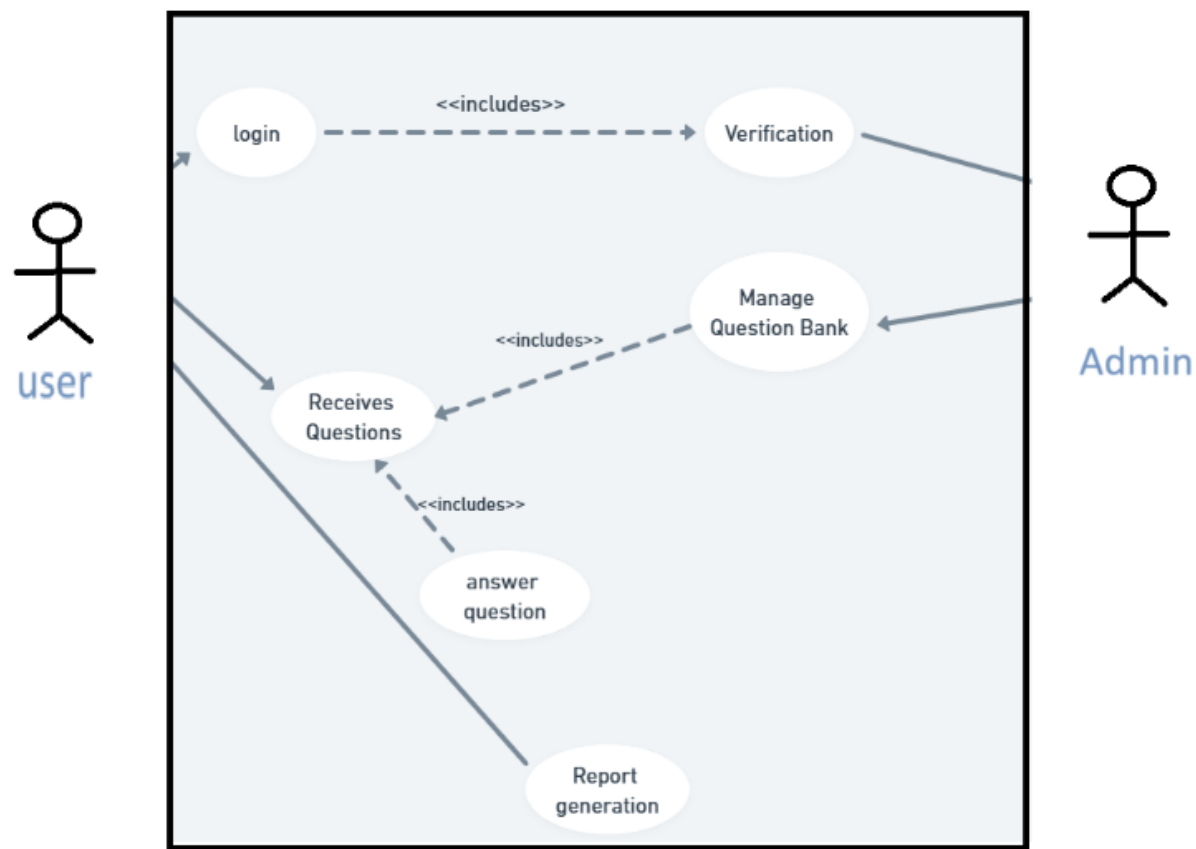 <<includes>>
login
Verification
Manage
Question Bank
<<includes>>
user
Admin
Receives
Questions
<<includes>>
answer
question
Report
generation